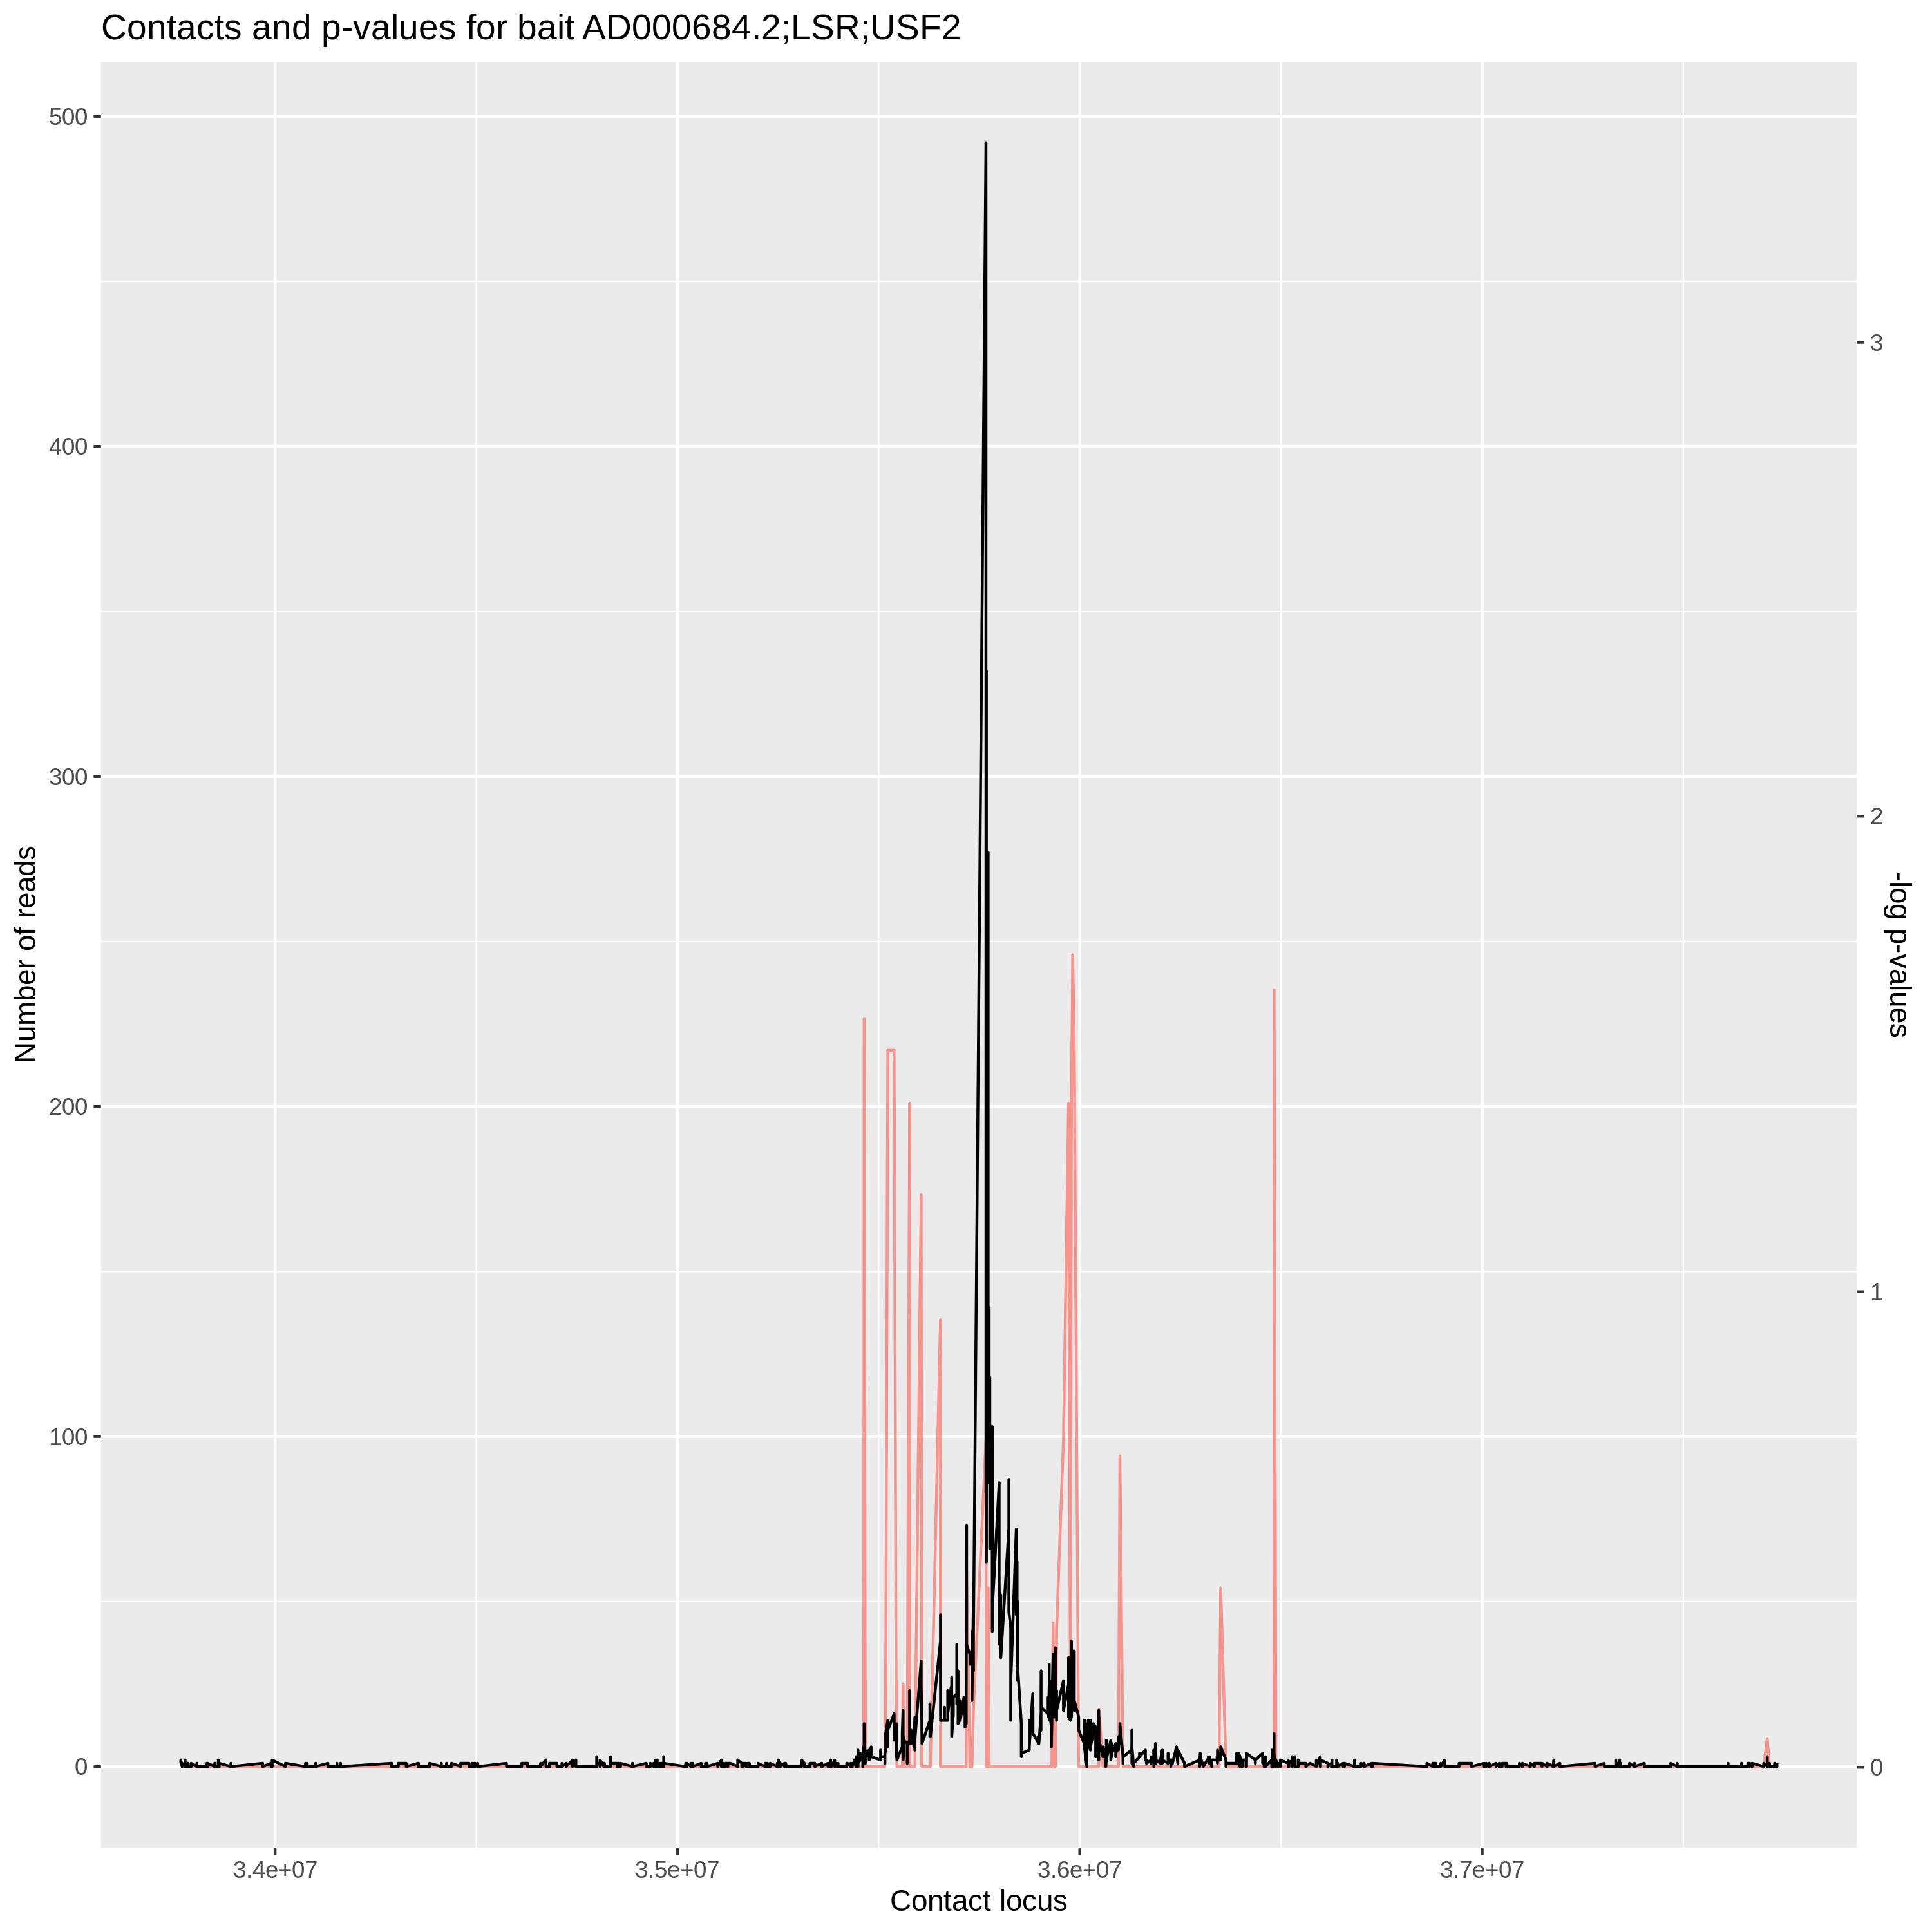 Contacts and p-values for bait AD000684.2;LSR;USF2
500
400
300
200
100
0
Number of reads
3
2
1
0
-log p-values
3.4e+07
3.5e+07
3.6e+07
3.7e+07
Contact locus